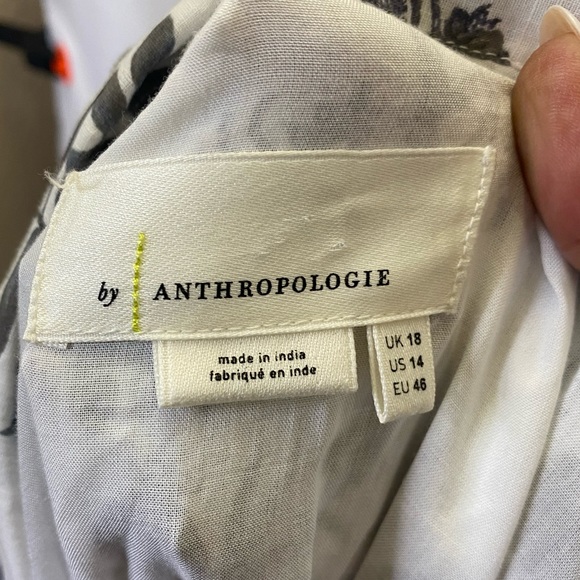 by ANTHROPOLOGIE
made in india
fabriqué en inde
UK 18
US 14
EU 46